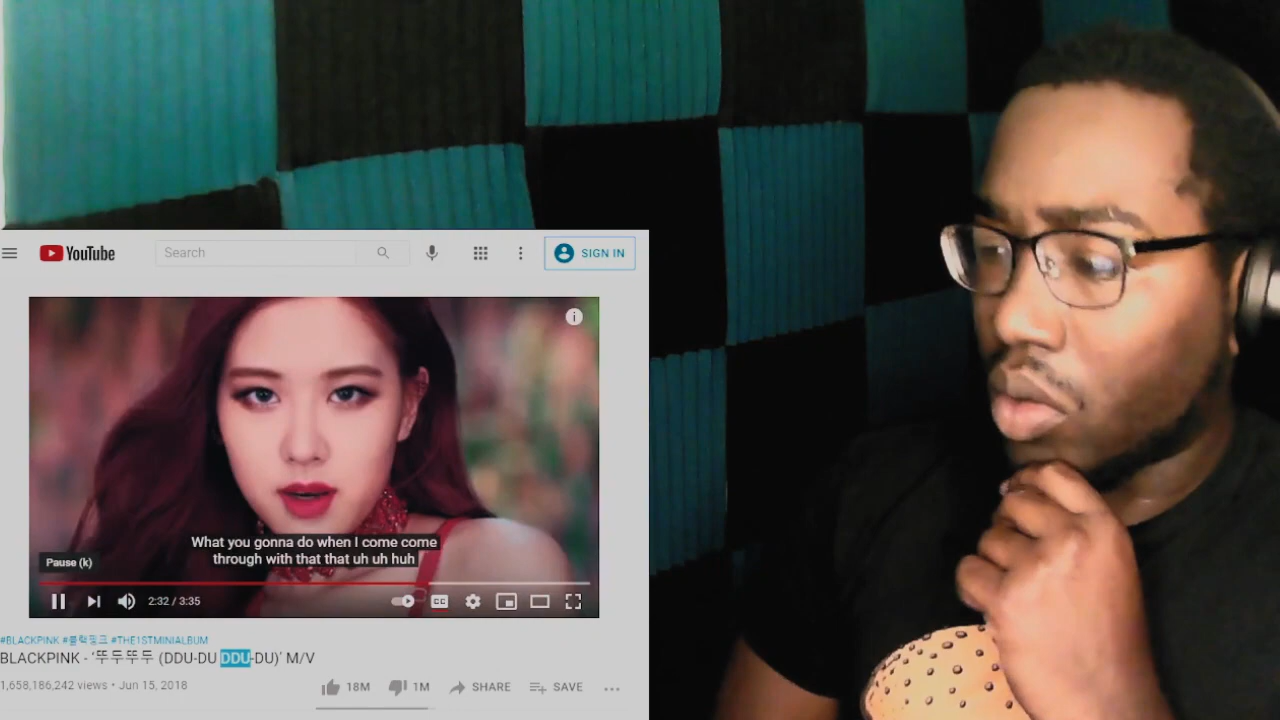 YouTube
Search
SIGN IN
i
What you gonna do when I come come
through with that that uh uh huh
Pause (k)
2:32 / 3:35
CC
#BLACKPINK #블랙핑크 #THE1STMINIALBUM
BLACKPINK - '뚜두뚜두 (DDU-DU DDU-DU)' M/V
1,658,186,242 views • Jun 15, 2018
18M
1M
SHARE
SAVE